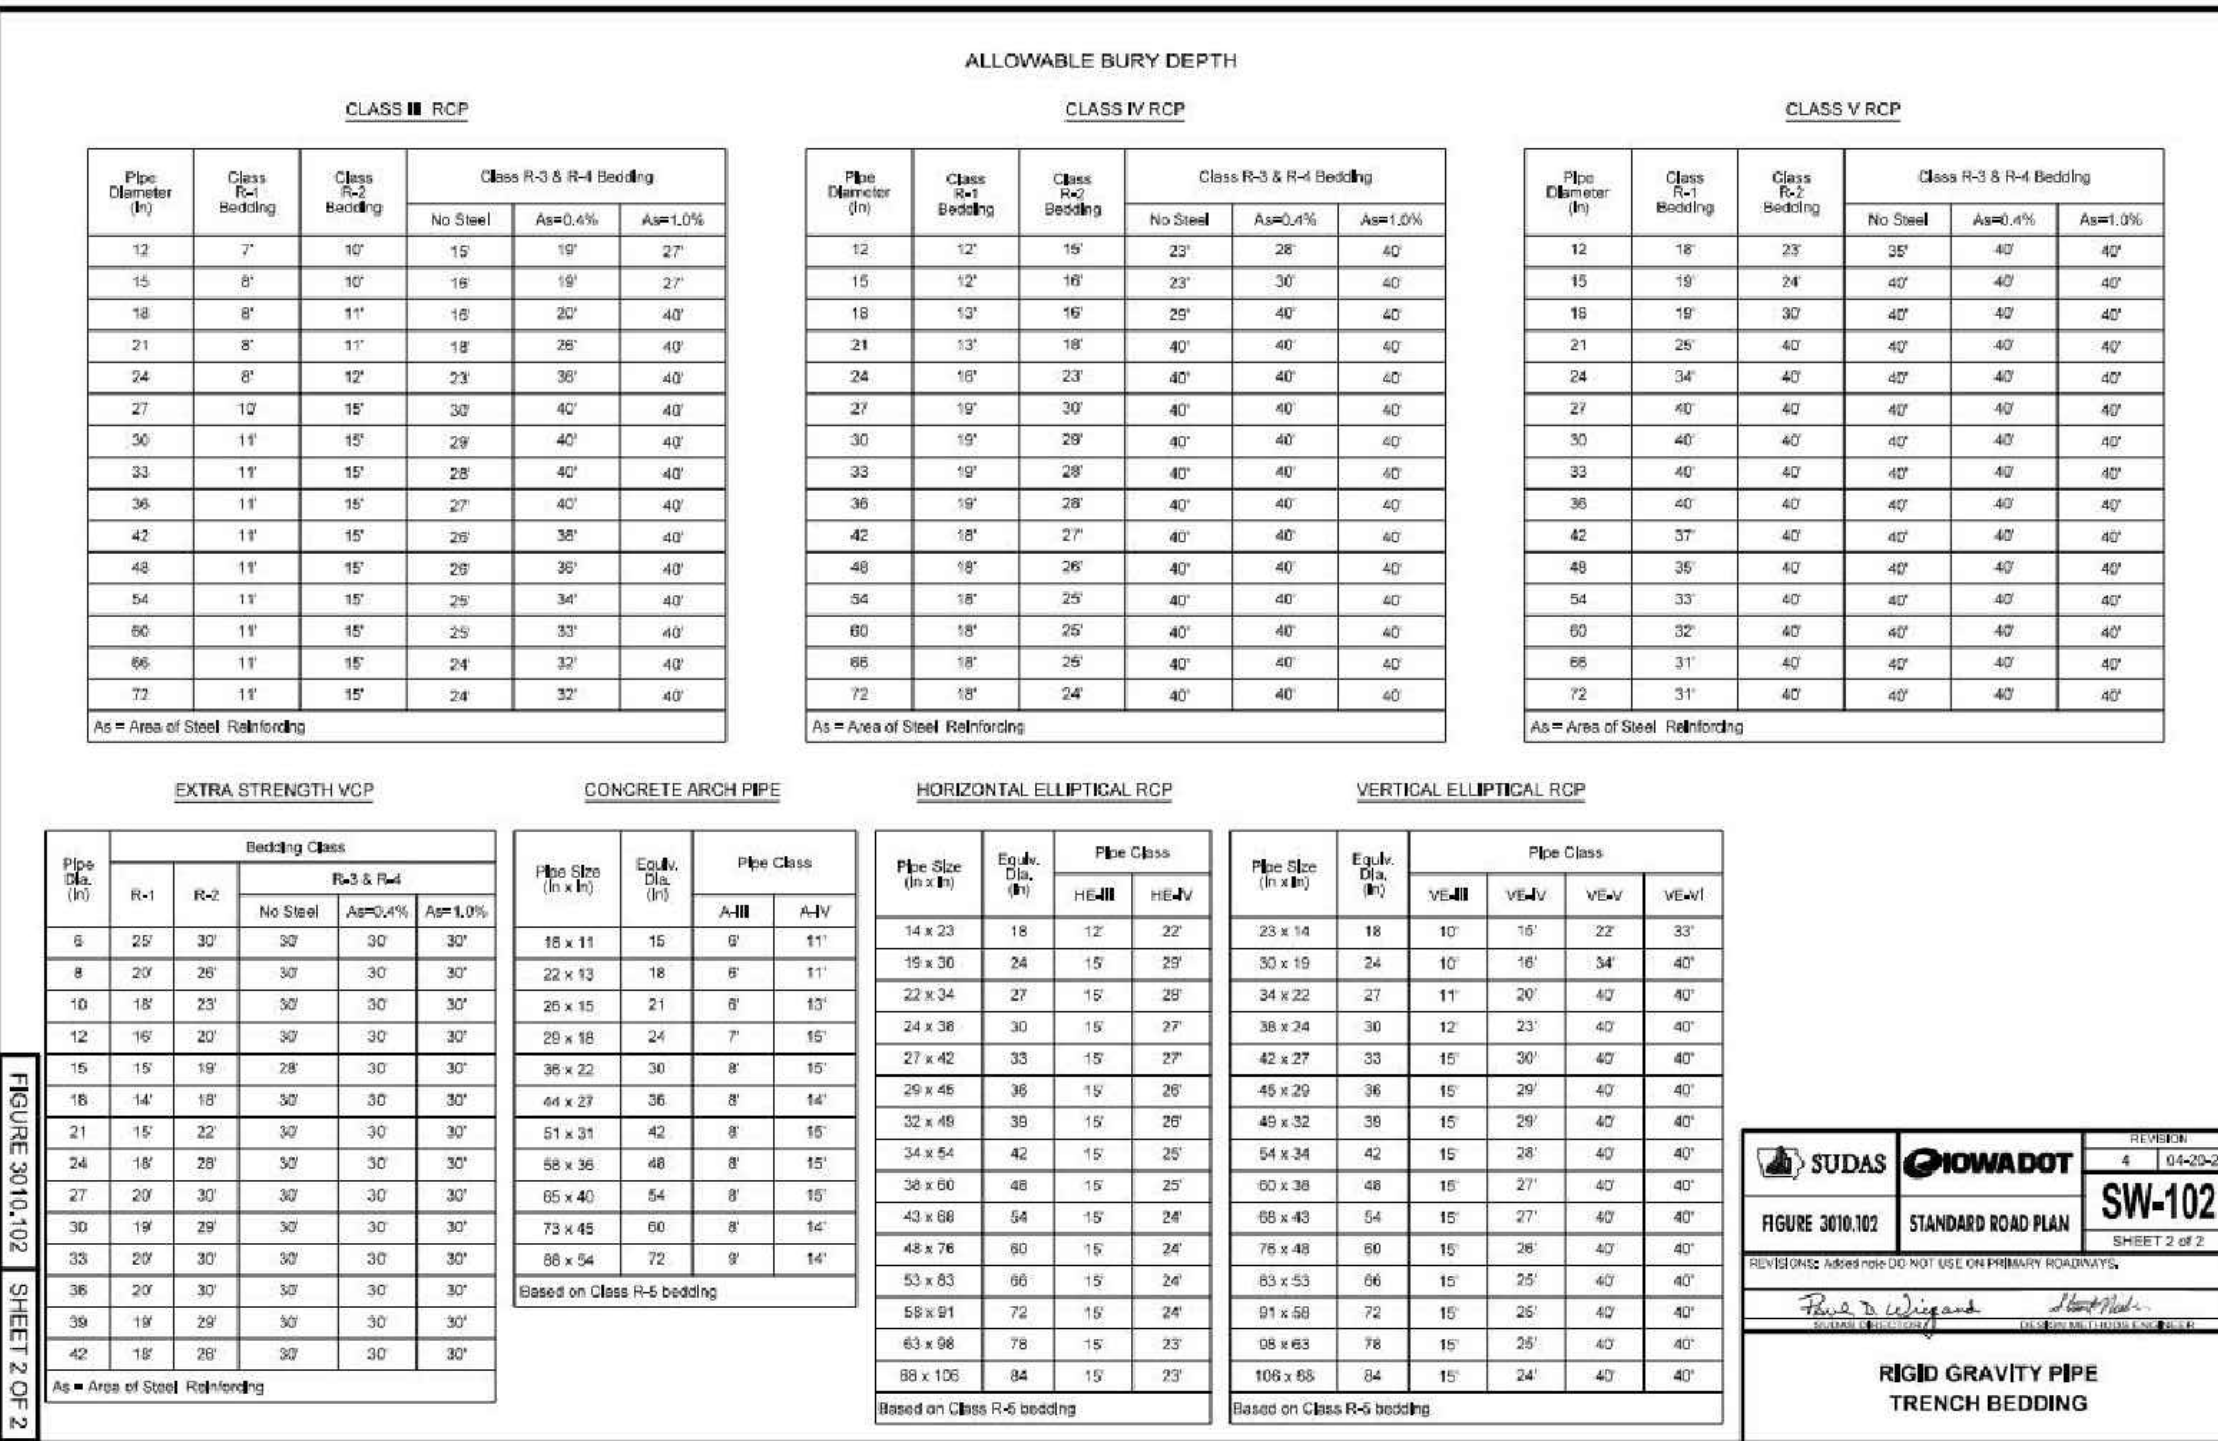 ALLOWABLE BURY DEPTH
CLASS III RCP
Pipe Diameter (In) Class R-1 Bedding Class R-2 Bedding Class R-3 & R-4 Bedding
No Steel As=0.4% As=1.0%
12 7' 10' 15' 19' 27'
15 8' 10' 16' 19' 27'
18 8' 11' 16' 20' 40'
21 8' 11' 18' 26' 40'
24 8' 12' 23' 36' 40'
27 10' 15' 30' 40' 40'
30 11' 15' 29' 40' 40'
33 11' 15' 28' 40' 40'
36 11' 15' 27' 40' 40'
42 11' 15' 26' 38' 40'
48 11' 15' 26' 36' 40'
54 11' 15' 25' 34' 40'
60 11' 15' 25' 33' 40'
66 11' 15' 24' 32' 40'
72 11' 15' 24' 32' 40'
As = Area of Steel Reinforcing
CLASS IV RCP
Pipe Diameter (In) Class R-1 Bedding Class R-2 Bedding Class R-3 & R-4 Bedding
No Steel As=0.4% As=1.0%
12 12' 15' 23' 28' 40'
15 12' 16' 23' 30' 40'
18 13' 16' 29' 40' 40'
21 13' 18' 40' 40' 40'
24 16' 23' 40' 40' 40'
27 19' 30' 40' 40' 40'
30 19' 29' 40' 40' 40'
33 19' 28' 40' 40' 40'
36 19' 28' 40' 40' 40'
42 18' 27' 40' 40' 40'
48 18' 26' 40' 40' 40'
54 18' 25' 40' 40' 40'
60 18' 25' 40' 40' 40'
66 18' 25' 40' 40' 40'
72 18' 24' 40' 40' 40'
As = Area of Steel Reinforcing
CLASS V RCP
Pipe Diameter (In) Class R-1 Bedding Class R-2 Bedding Class R-3 & R-4 Bedding
No Steel As=0.4% As=1.0%
12 18' 23' 35' 40' 40'
15 19' 24' 40' 40' 40'
18 19' 30' 40' 40' 40'
21 25' 40' 40' 40' 40'
24 34' 40' 40' 40' 40'
27 40' 40' 40' 40' 40'
30 40' 40' 40' 40' 40'
33 40' 40' 40' 40' 40'
36 40' 40' 40' 40' 40'
42 37' 40' 40' 40' 40'
48 35' 40' 40' 40' 40'
54 33' 40' 40' 40' 40'
60 32' 40' 40' 40' 40'
66 31' 40' 40' 40' 40'
72 31' 40' 40' 40' 40'
As = Area of Steel Reinforcing
EXTRA STRENGTH VCP
Pipe Dia. (In) Bedding Class
R-1 R-2 R-3 & R-4
No Steel As=0.4% As=1.0%
6 25' 30' 30' 30' 30'
8 20' 26' 30' 30' 30'
10 18' 23' 30' 30' 30'
12 16' 20' 30' 30' 30'
15 15' 19' 28' 30' 30'
18 14' 18' 30' 30' 30'
21 15' 22' 30' 30' 30'
24 18' 28' 30' 30' 30'
27 20' 30' 30' 30' 30'
30 19' 29' 30' 30' 30'
33 20' 30' 30' 30' 30'
36 20' 30' 30' 30' 30'
39 19' 29' 30' 30' 30'
42 18' 28' 30' 30' 30'
As = Area of Steel Reinforcing
CONCRETE ARCH PIPE
Pipe Size (In x In) Equiv. Dia. (In) Pipe Class
A-III A-IV
18 x 11 15 6' 11'
22 x 13 18 6' 11'
26 x 15 21 6' 13'
29 x 18 24 7' 15'
36 x 22 30 8' 15'
44 x 27 36 8' 14'
51 x 31 42 8' 15'
58 x 36 48 8' 15'
65 x 40 54 8' 15'
73 x 45 60 8' 14'
88 x 54 72 9' 14'
Based on Class R-5 bedding
HORIZONTAL ELLIPTICAL RCP
Pipe Size (In x In) Equiv. Dia. (In) Pipe Class
HE-III HE-IV
14 x 23 18 12' 22'
19 x 30 24 15' 29'
22 x 34 27 15' 28'
24 x 38 30 15' 27'
27 x 42 33 15' 27'
29 x 45 36 15' 26'
32 x 49 39 15' 26'
34 x 54 42 15' 25'
38 x 60 48 15' 25'
43 x 68 54 15' 24'
48 x 76 60 15' 24'
53 x 83 66 15' 24'
58 x 91 72 15' 24'
63 x 98 78 15' 23'
68 x 106 84 15' 23'
Based on Class R-5 bedding
VERTICAL ELLIPTICAL RCP
Pipe Size (In x In) Equiv. Dia. (In) Pipe Class
VE-III VE-IV VE-V VE-VI
23 x 14 18 10' 15' 22' 33'
30 x 19 24 10' 16' 34' 40'
34 x 22 27 11' 20' 40' 40'
38 x 24 30 12' 23' 40' 40'
42 x 27 33 15' 30' 40' 40'
45 x 29 36 15' 29' 40' 40'
49 x 32 39 15' 29' 40' 40'
54 x 34 42 15' 28' 40' 40'
60 x 38 48 15' 27' 40' 40'
68 x 43 54 15' 27' 40' 40'
76 x 48 60 15' 26' 40' 40'
83 x 53 66 15' 25' 40' 40'
91 x 58 72 15' 25' 40' 40'
98 x 63 78 15' 25' 40' 40'
106 x 68 84 15' 24' 40' 40'
Based on Class R-5 bedding
FIGURE 3010.102 SHEET 2 OF 2
SUDAS IOWADOT REVISION
4 04-20-2
SW-102
FIGURE 3010.102 STANDARD ROAD PLAN
SHEET 2 of 2
REVISIONS: Added note DO NOT USE ON PRIMARY ROADWAYS.
Paul D. Wiegand
SUDAS DIRECTOR DESIGN METHODS ENGINEER
RIGID GRAVITY PIPE
TRENCH BEDDING